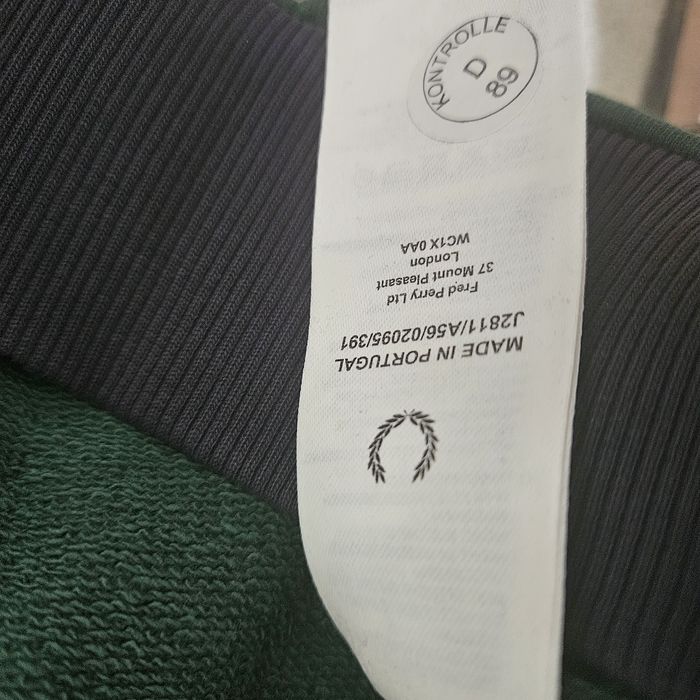 MADE IN PORTUGAL
J2811/A56/02095/391
Fred Perry Ltd
37 Mount Pleasant
London
WC1X 0AA
KONTROLLE
D
89